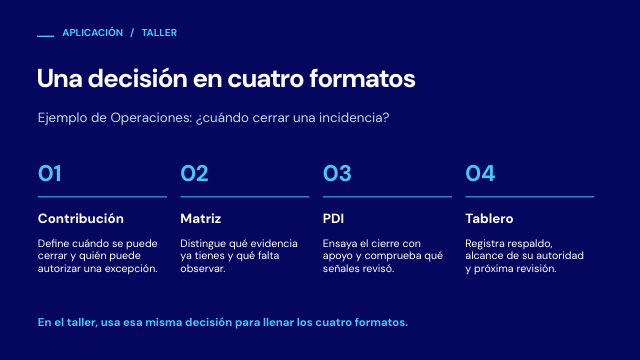 APLICACIÓN / TALLER
Una decisión en cuatro formatos
Ejemplo de Operaciones: ¿cuándo cerrar una incidencia?
01
Contribución
Define cuándo se puede
cerrar y quién puede
autorizar una excepción.
02
Matriz
Distingue qué evidencia
ya tienes y qué falta
observar.
03
PDI
Ensaya el cierre con
apoyo y comprueba qué
señales revisó.
04
Tablero
Registra respaldo,
alcance de su autoridad
y próxima revisión.
En el taller, usa esa misma decisión para llenar los cuatro formatos.